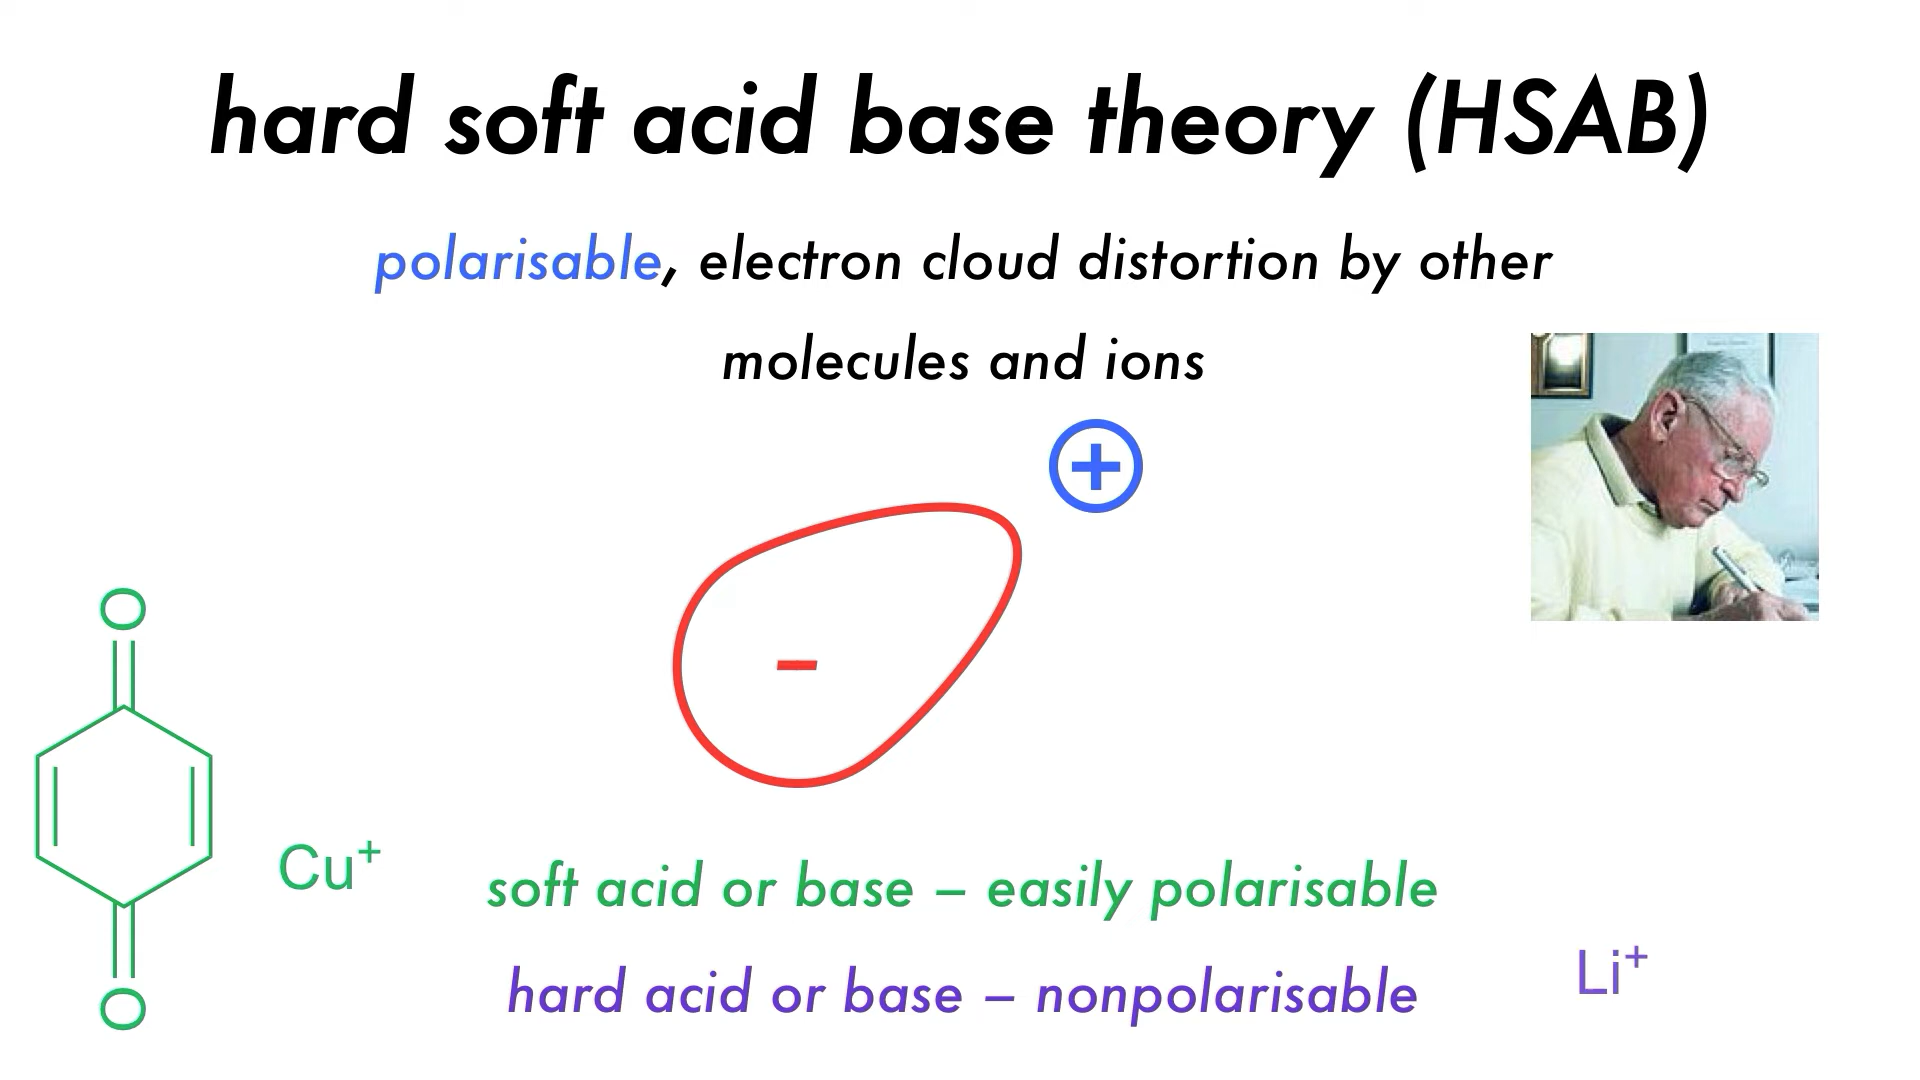 hard soft acid base theory (HSAB)
polarisable, electron cloud distortion by other
molecules and ions
+
–
O
O
Cu⁺
soft acid or base – easily polarisable
hard acid or base – nonpolarisable
Li⁺